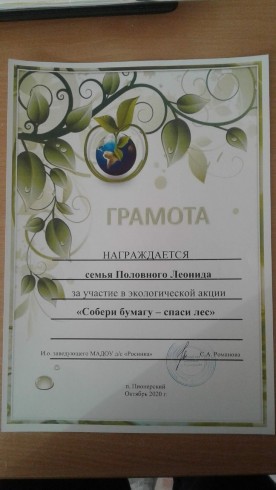 ГРАМОТА
НАГРАЖДАЕТСЯ
семья Половного Леонида
за участие в экологической акции
«Собери бумагу – спаси лес»
И.о. заведующего МАДОУ д/с «Росинка» С.А. Романова
п. Пионерский
Октябрь 2020 г.